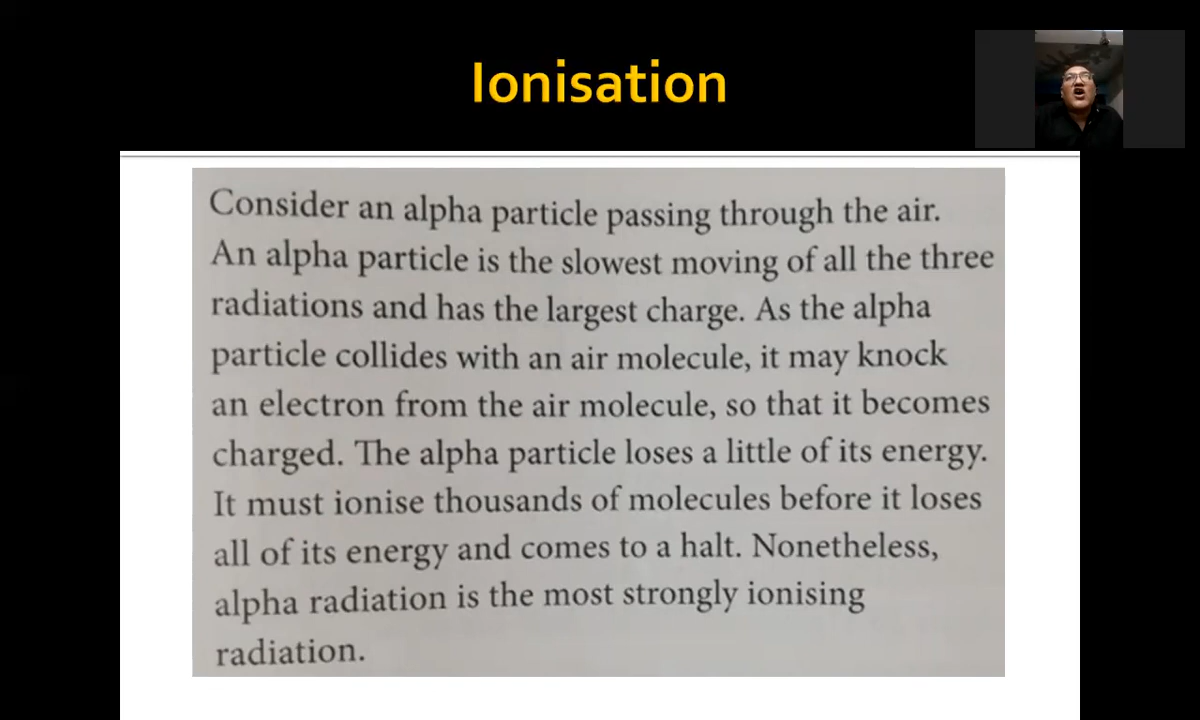 Ionisation
Consider an alpha particle passing through the air.
An alpha particle is the slowest moving of all the three
radiations and has the largest charge. As the alpha
particle collides with an air molecule, it may knock
an electron from the air molecule, so that it becomes
charged. The alpha particle loses a little of its energy.
It must ionise thousands of molecules before it loses
all of its energy and comes to a halt. Nonetheless,
alpha radiation is the most strongly ionising
radiation.